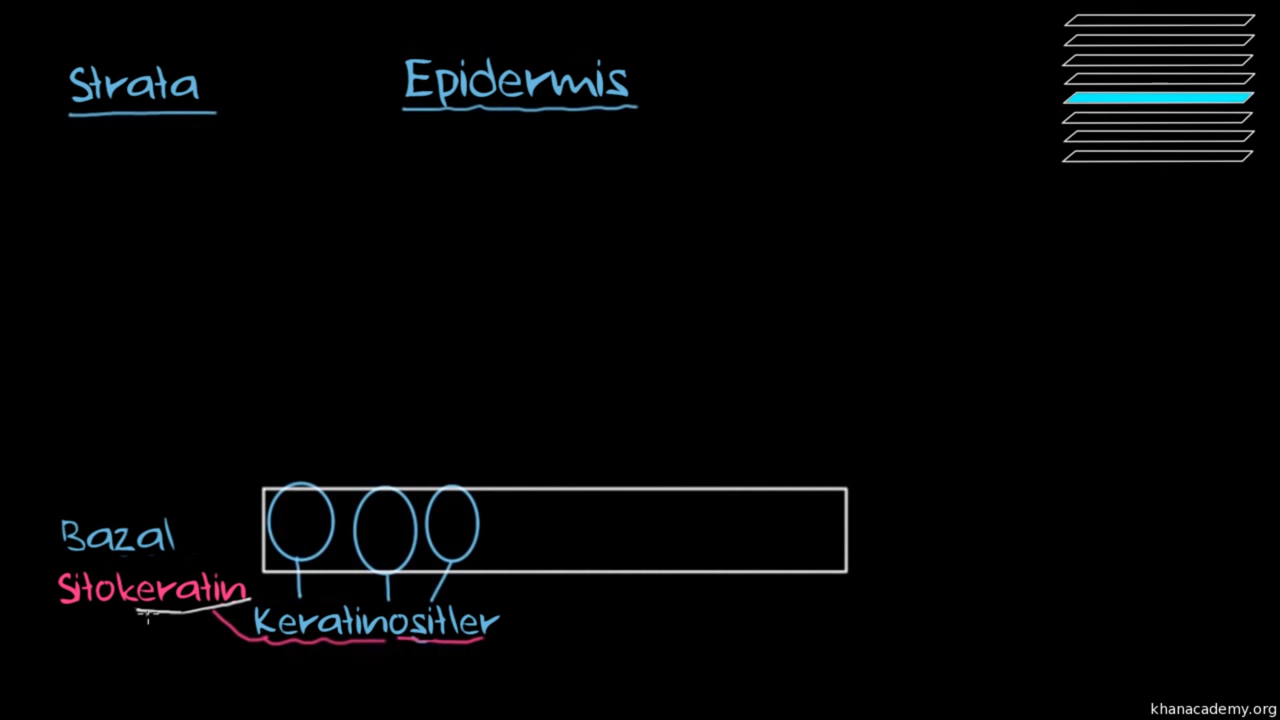 Strata
Epidermis
Bazal
Sitokeratin
Keratinositler
khanacademy.org